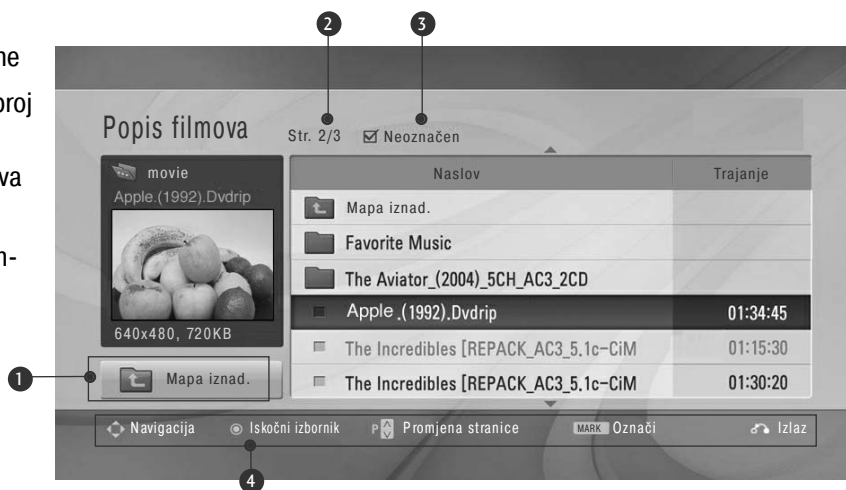 2 3
ne
broj
va
n-
Popis filmova
Str. 2/3 Neoznačen
movie
Apple.(1992).Dvdrip
640x480, 720KB
1 Mapa iznad.
Naslov Trajanje
Mapa iznad.
Favorite Music
The Aviator_(2004)_5CH_AC3_2CD
Apple .(1992).Dvdrip 01:34:45
The Incredibles [REPACK_AC3_5.1c-CiM 01:15:30
The Incredibles [REPACK_AC3_5.1c-CiM 01:30:20
Navigacija Iskočni izbornik P Promjena stranice MARK Označi Izlaz
4